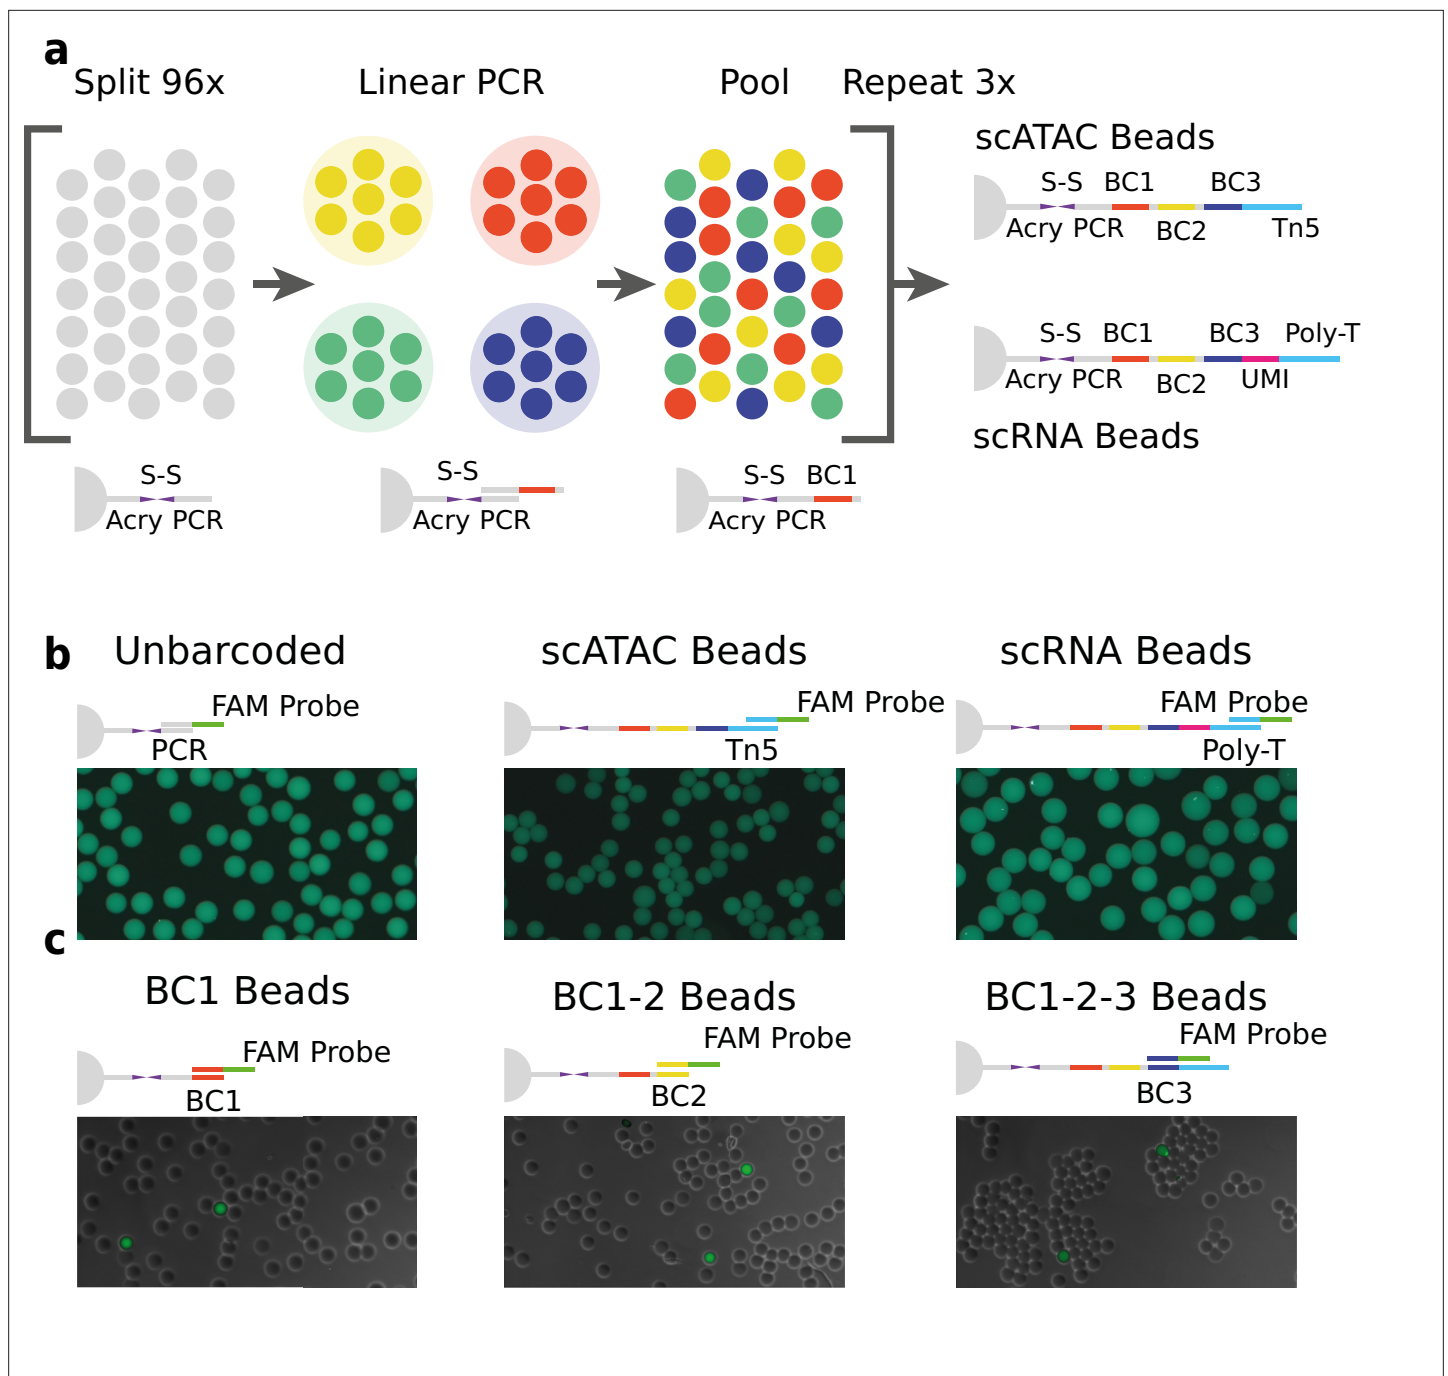 a
Split 96x
Linear PCR
Pool
Repeat 3x
scATAC Beads
S-S BC1 BC3
Acry PCR BC2 Tn5
S-S BC1 BC3 Poly-T
Acry PCR BC2 UMI
scRNA Beads
S-S
Acry PCR
S-S
Acry PCR
S-S BC1
Acry PCR
b
Unbarcoded
FAM Probe
PCR
scATAC Beads
FAM Probe
Tn5
scRNA Beads
FAM Probe
Poly-T
c
BC1 Beads
FAM Probe
BC1
BC1-2 Beads
FAM Probe
BC2
BC1-2-3 Beads
FAM Probe
BC3